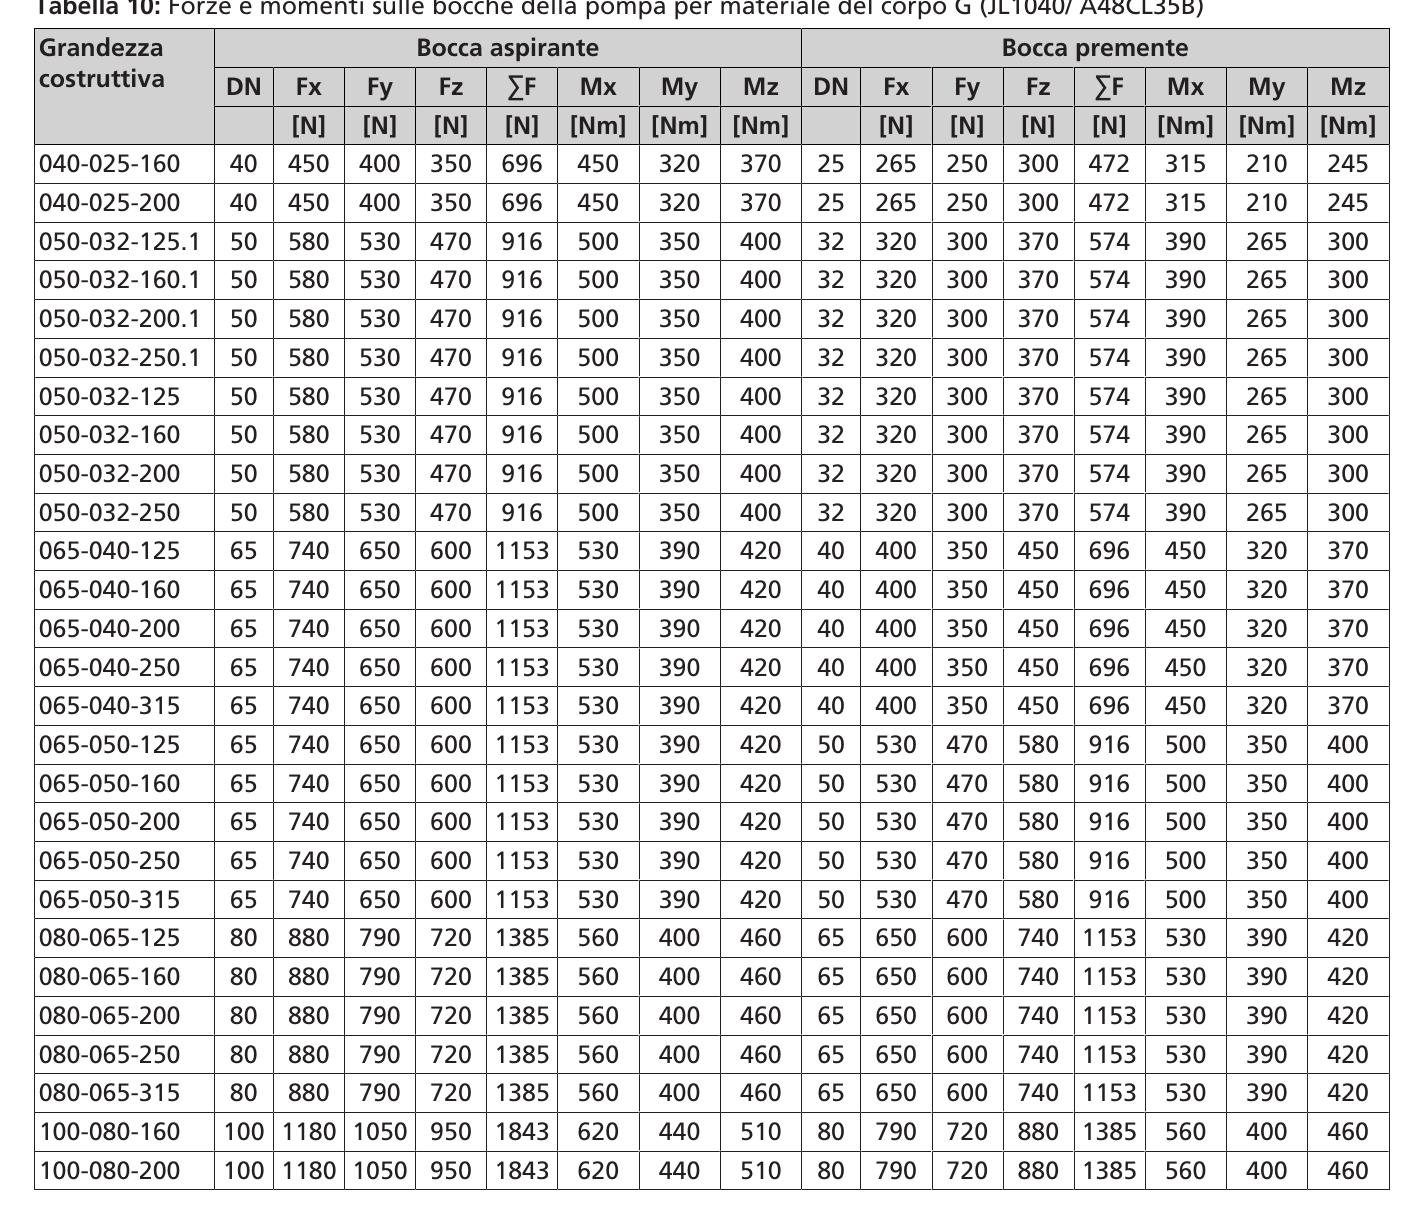 Tabella 10: Forze e momenti sulle bocche della pompa per materiale del corpo G (JL1040/ A48CL35B)
Grandezza costruttiva Bocca aspirante Bocca premente
DN Fx Fy Fz ∑F Mx My Mz DN Fx Fy Fz ∑F Mx My Mz
[N] [N] [N] [N] [Nm] [Nm] [Nm] [N] [N] [N] [N] [Nm] [Nm] [Nm]
040-025-160 40 450 400 350 696 450 320 370 25 265 250 300 472 315 210 245
040-025-200 40 450 400 350 696 450 320 370 25 265 250 300 472 315 210 245
050-032-125.1 50 580 530 470 916 500 350 400 32 320 300 370 574 390 265 300
050-032-160.1 50 580 530 470 916 500 350 400 32 320 300 370 574 390 265 300
050-032-200.1 50 580 530 470 916 500 350 400 32 320 300 370 574 390 265 300
050-032-250.1 50 580 530 470 916 500 350 400 32 320 300 370 574 390 265 300
050-032-125 50 580 530 470 916 500 350 400 32 320 300 370 574 390 265 300
050-032-160 50 580 530 470 916 500 350 400 32 320 300 370 574 390 265 300
050-032-200 50 580 530 470 916 500 350 400 32 320 300 370 574 390 265 300
050-032-250 50 580 530 470 916 500 350 400 32 320 300 370 574 390 265 300
065-040-125 65 740 650 600 1153 530 390 420 40 400 350 450 696 450 320 370
065-040-160 65 740 650 600 1153 530 390 420 40 400 350 450 696 450 320 370
065-040-200 65 740 650 600 1153 530 390 420 40 400 350 450 696 450 320 370
065-040-250 65 740 650 600 1153 530 390 420 40 400 350 450 696 450 320 370
065-040-315 65 740 650 600 1153 530 390 420 40 400 350 450 696 450 320 370
065-050-125 65 740 650 600 1153 530 390 420 50 530 470 580 916 500 350 400
065-050-160 65 740 650 600 1153 530 390 420 50 530 470 580 916 500 350 400
065-050-200 65 740 650 600 1153 530 390 420 50 530 470 580 916 500 350 400
065-050-250 65 740 650 600 1153 530 390 420 50 530 470 580 916 500 350 400
065-050-315 65 740 650 600 1153 530 390 420 50 530 470 580 916 500 350 400
080-065-125 80 880 790 720 1385 560 400 460 65 650 600 740 1153 530 390 420
080-065-160 80 880 790 720 1385 560 400 460 65 650 600 740 1153 530 390 420
080-065-200 80 880 790 720 1385 560 400 460 65 650 600 740 1153 530 390 420
080-065-250 80 880 790 720 1385 560 400 460 65 650 600 740 1153 530 390 420
080-065-315 80 880 790 720 1385 560 400 460 65 650 600 740 1153 530 390 420
100-080-160 100 1180 1050 950 1843 620 440 510 80 790 720 880 1385 560 400 460
100-080-200 100 1180 1050 950 1843 620 440 510 80 790 720 880 1385 560 400 460